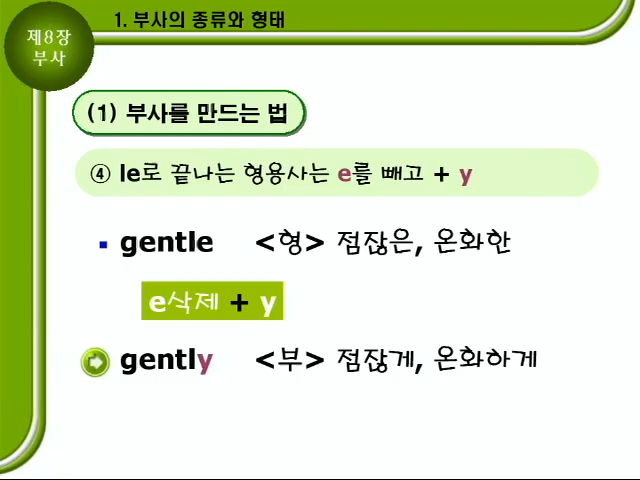 제8장
부사
1. 부사의 종류와 형태
(1) 부사를 만드는 법
④ le로 끝나는 형용사는 e를 빼고 + y
gentle <형> 점잖은, 온화한
e삭제 + y
gently <부> 점잖게, 온화하게